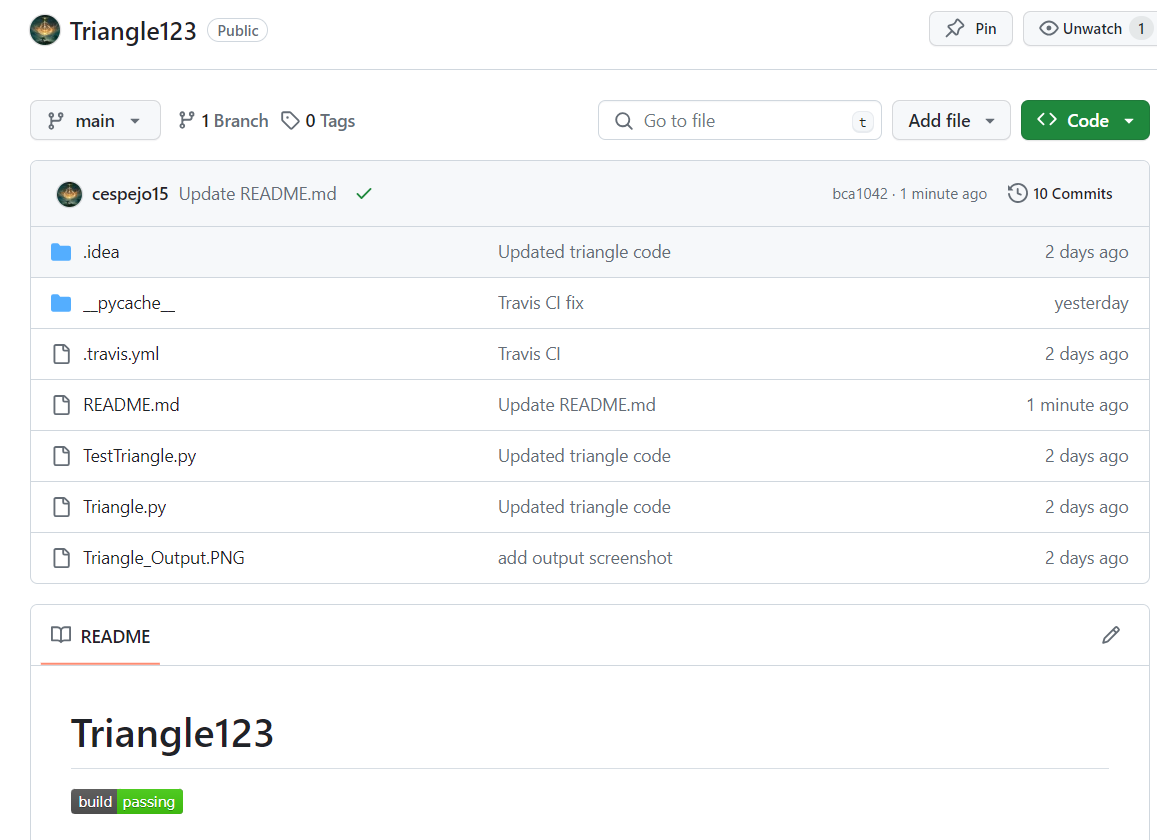 Triangle123 Public Pin Unwatch 1
main 1 Branch 0 Tags Go to file t Add file Code
cespejo15 Update README.md bca1042 · 1 minute ago 10 Commits
.idea Updated triangle code 2 days ago
__pycache__ Travis CI fix yesterday
.travis.yml Travis CI 2 days ago
README.md Update README.md 1 minute ago
TestTriangle.py Updated triangle code 2 days ago
Triangle.py Updated triangle code 2 days ago
Triangle_Output.PNG add output screenshot 2 days ago
README
Triangle123
build passing